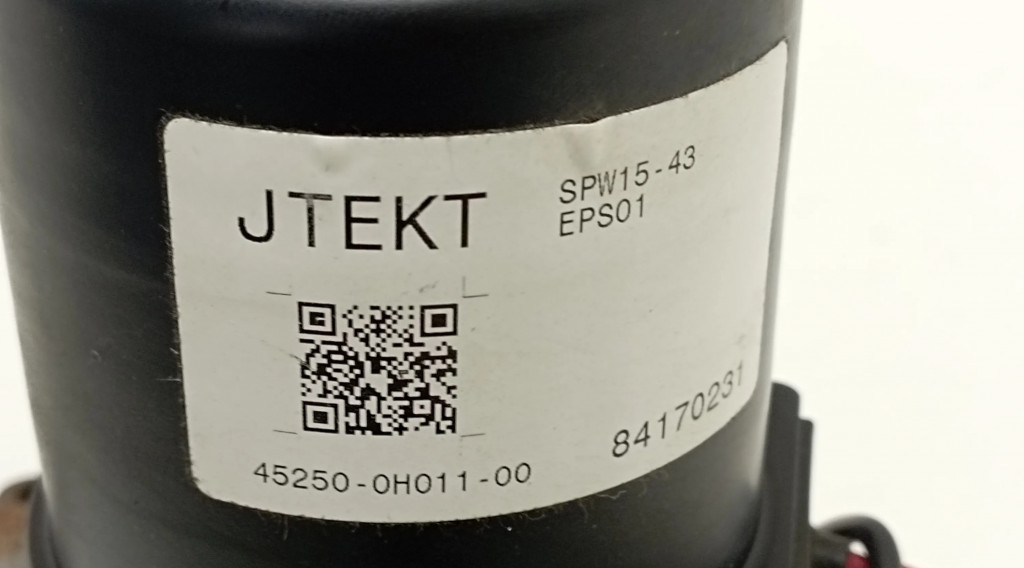 JTEKT
SPW15-43
EPS01
84170231
45250-0H011-00